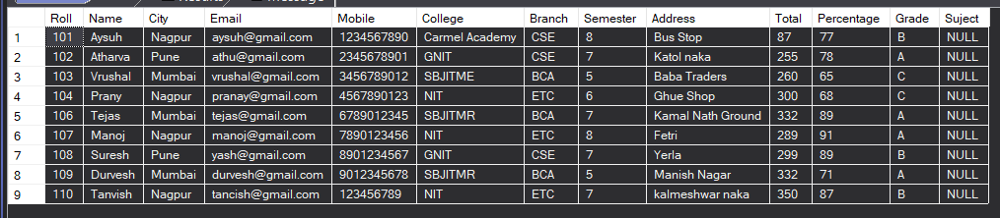 Results Message
Roll Name City Email Mobile College Branch Semester Address Total Percentage Grade Suject
1 101 Aysuh Nagpur aysuh@gmail.com 1234567890 Carmel Academy CSE 8 Bus Stop 87 77 B NULL
2 102 Atharva Pune athu@gmail.com 2345678901 GNIT CSE 7 Katol naka 255 78 A NULL
3 103 Vrushal Mumbai vrushal@gmail.com 3456789012 SBJITME BCA 5 Baba Traders 260 65 C NULL
4 104 Prany Nagpur pranay@gmail.com 4567890123 NIT ETC 6 Ghue Shop 300 68 C NULL
5 106 Tejas Mumbai tejas@gmail.com 6789012345 SBJITMR BCA 7 Kamal Nath Ground 332 89 A NULL
6 107 Manoj Nagpur manoj@gmail.com 7890123456 NIT ETC 8 Fetri 289 91 A NULL
7 108 Suresh Pune yash@gmail.com 8901234567 GNIT CSE 7 Yerla 299 89 B NULL
8 109 Durvesh Mumbai durvesh@gmail.com 9012345678 SBJITMR BCA 5 Manish Nagar 332 71 A NULL
9 110 Tanvish Nagpur tancish@gmail.com 123456789 NIT ETC 7 kalmeshwar naka 350 87 B NULL